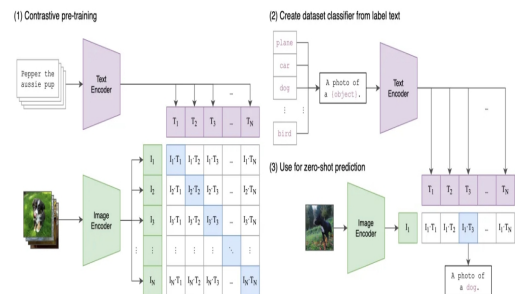 (1) Contrastive pre-training
Pepper the
aussie pup
Text
Encoder
...
T1 T2 T3 ... TN
I1 I1·T1 I1·T2 I1·T3 ... I1·TN
I2 I2·T1 I2·T2 I2·T3 ... I2·TN
Image
Encoder
I3 I3·T1 I3·T2 I3·T3 ... I3·TN
⋮ ⋮ ⋮ ⋮ ⋱ ⋮
IN IN·T1 IN·T2 IN·T3 ... IN·TN
(2) Create dataset classifier from label text
plane
car
dog
⋮ ⋮
bird
A photo of
a {object}.
Text
Encoder
...
(3) Use for zero-shot prediction
T1 T2 T3 ... TN
Image
Encoder
I1 I1·T1 I1·T2 I1·T3 ... I1·TN
A photo of
a dog.